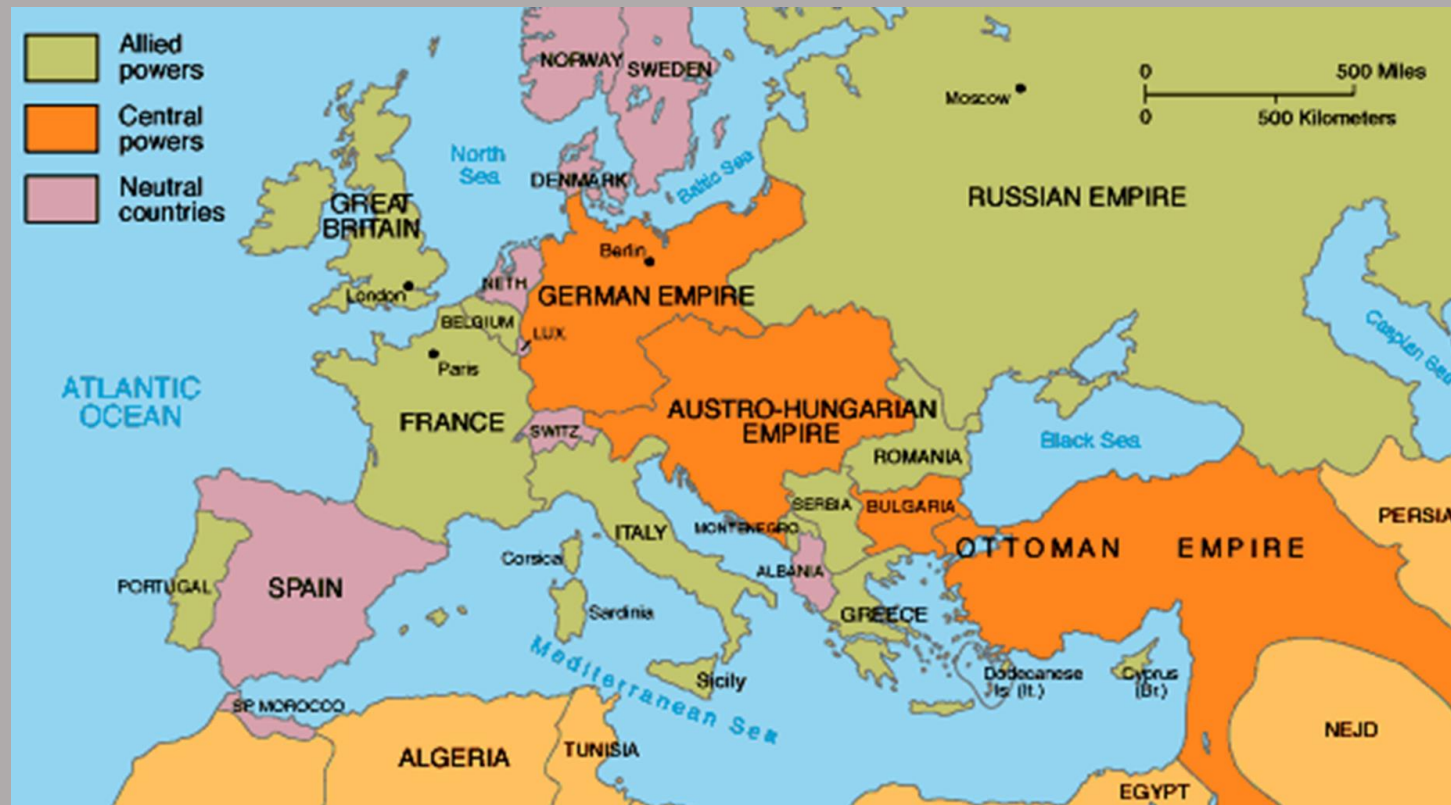 Allied
powers
Central
powers
Neutral
countries
NORWAY
SWEDEN
0 500 Miles
0 500 Kilometers
Moscow
North
Sea
DENMARK
Baltic Sea
RUSSIAN EMPIRE
GREAT
BRITAIN
Berlin
London
NETH
GERMAN EMPIRE
BELGIUM
LUX
Paris
Caspian Sea
ATLANTIC
OCEAN
FRANCE
SWITZ
AUSTRO-HUNGARIAN
EMPIRE
Black Sea
ROMANIA
SERBIA
BULGARIA
PERSIA
MONTENEGRO
ITALY
OTTOMAN EMPIRE
Corsica
ALBANIA
PORTUGAL
SPAIN
Sardinia
GREECE
Mediterranean Sea
Sicily
Dodecanese
Is. (It.)
Cyprus
(Br.)
SP. MOROCCO
NEJD
ALGERIA
TUNISIA
EGYPT